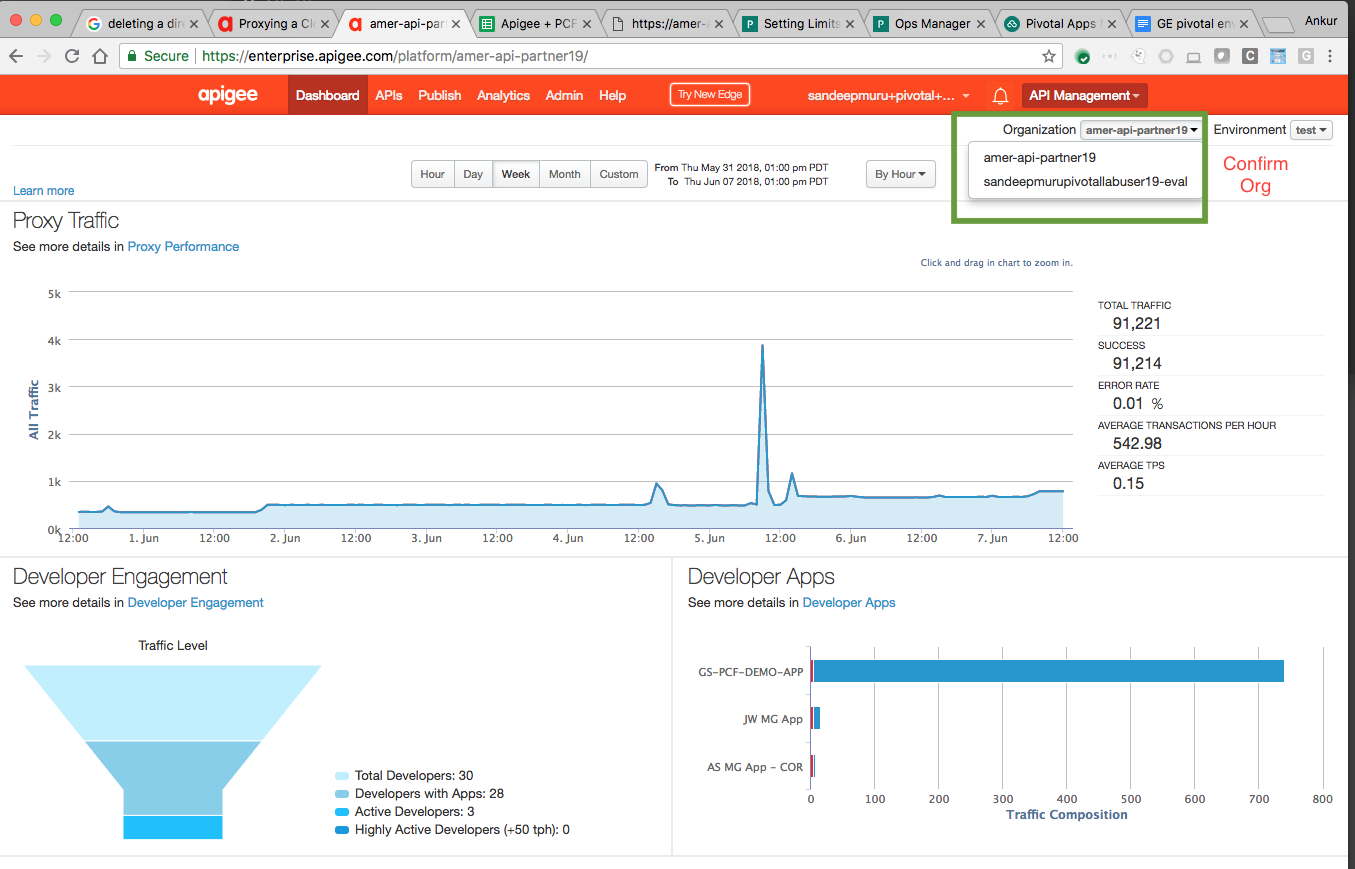 deleting a dire
Proxying a Clo
amer-api-part
Apigee + PCF
https://amer-a
Setting Limits
Ops Manager
Pivotal Apps
GE pivotal env
Ankur
Secure https://enterprise.apigee.com/platform/amer-api-partner19/
apigee Dashboard APIs Publish Analytics Admin Help Try New Edge sandeepmuru+pivotal+... API Management
Organization amer-api-partner19 Environment test
amer-api-partner19
sandeepmurupivotallabuser19-eval
Confirm
Org
Hour Day Week Month Custom
From Thu May 31 2018, 01:00 pm PDT
To Thu Jun 07 2018, 01:00 pm PDT
By Hour
Learn more
Proxy Traffic
See more details in Proxy Performance
Click and drag in chart to zoom in.
All Traffic
5k
4k
3k
2k
1k
0k
12:00 1. Jun 12:00 2. Jun 12:00 3. Jun 12:00 4. Jun 12:00 5. Jun 12:00 6. Jun 12:00 7. Jun 12:00
TOTAL TRAFFIC
91,221
SUCCESS
91,214
ERROR RATE
0.01 %
AVERAGE TRANSACTIONS PER HOUR
542.98
AVERAGE TPS
0.15
Developer Engagement
See more details in Developer Engagement
Traffic Level
Total Developers: 30
Developers with Apps: 28
Active Developers: 3
Highly Active Developers (+50 tph): 0
Developer Apps
See more details in Developer Apps
GS-PCF-DEMO-APP
JW MG App
AS MG App - COR
0 100 200 300 400 500 600 700 800
Traffic Composition